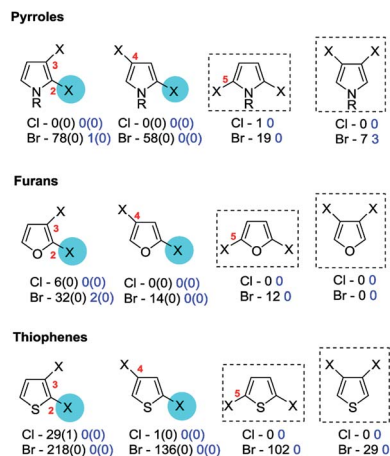 Pyrroles
X X
3 4 5
2 X X X X X X
N N N N
R R R R
Cl - 0(0) 0(0) Cl - 0(0) 0(0) Cl - 1 0 Cl - 0 0
Br - 78(0) 1(0) Br - 58(0) 0(0) Br - 19 0 Br - 7 3
Furans
X X
3 4 5
2 X X X X X X
O O O O
Cl - 6(0) 0(0) Cl - 0(0) 0(0) Cl - 0 0 Cl - 0 0
Br - 32(0) 2(0) Br - 14(0) 0(0) Br - 12 0 Br - 0 0
Thiophenes
X X
3 4 5
2 X X X X X X
S S S S
Cl - 29(1) 0(0) Cl - 1(0) 0(0) Cl - 0 0 Cl - 0 0
Br - 218(0) 0(0) Br - 136(0) 0(0) Br - 102 0 Br - 29 0